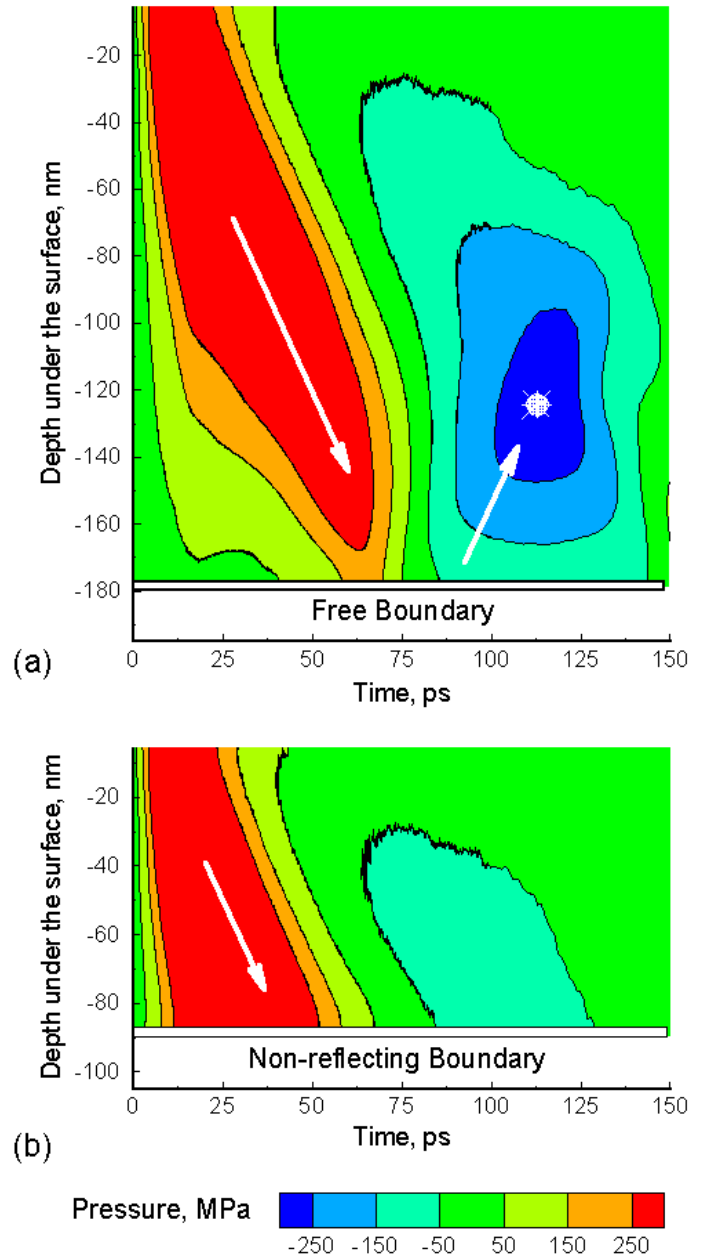 -20
-40
-60
-80
-100
-120
-140
-160
-180
Depth under the surface, nm
Free Boundary
0 25 50 75 100 125 150
(a)
Time, ps
-20
-40
-60
-80
-100
Depth under the surface, nm
Non-reflecting Boundary
0 25 50 75 100 125 150
(b)
Time, ps
Pressure, MPa
-250 -150 -50 50 150 250